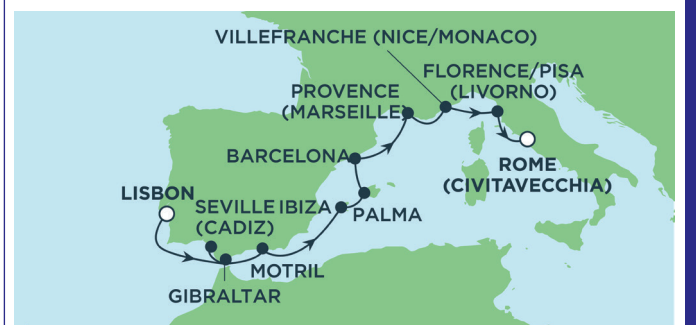 VILLEFRANCHE (NICE/MONACO)
FLORENCE/PISA
(LIVORNO)
PROVENCE
(MARSEILLE)
BARCELONA
ROME
(CIVITAVECCHIA)
LISBON
SEVILLE
(CADIZ)
IBIZA
PALMA
MOTRIL
GIBRALTAR